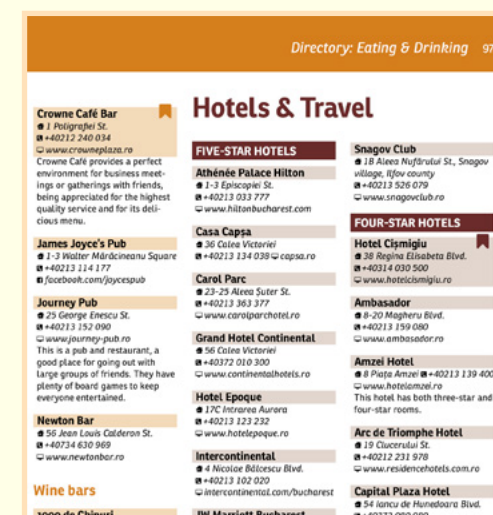 Directory: Eating & Drinking 97
Crowne Café Bar
1 Poligrafiei St.
+40212 240 034
www.crowneplaza.ro
Crowne Café provides a perfect
environment for business meet-
ings or gatherings with friends,
being appreciated for the highest
quality service and for its deli-
cious menu.
James Joyce's Pub
1-3 Walter Mărăcineanu Square
+40213 114 177
facebook.com/joycespub
Journey Pub
25 George Enescu St.
+40213 152 090
www.journey-pub.ro
This is a pub and restaurant, a
good place for going out with
large groups of friends. They have
plenty of board games to keep
everyone entertained.
Newton Bar
56 Jean Louis Calderon St.
+40734 630 969
www.newtonbar.ro
Wine bars
1000 de Chipuri
Hotels & Travel
FIVE-STAR HOTELS
Athénée Palace Hilton
1-3 Episcopiei St.
+40213 033 777
www.hiltonbucharest.com
Casa Capșa
36 Calea Victoriei
+40213 134 038 capsa.ro
Carol Parc
23-25 Aleea Suter St.
+40213 363 377
www.carolparchotel.ro
Grand Hotel Continental
56 Calea Victoriei
+40372 010 300
www.continentalhotels.ro
Hotel Epoque
17C Intrarea Aurora
+40213 123 232
www.hotelepoque.ro
Intercontinental
4 Nicolae Bălcescu Blvd.
+40213 102 020
intercontinental.com/bucharest
JW Marriott Bucharest
Snagov Club
18 Aleea Nufărului St., Snagov
village, Ilfov county
+40213 526 079
www.snagovclub.ro
FOUR-STAR HOTELS
Hotel Cișmigiu
38 Regina Elisabeta Blvd.
+40314 030 500
www.hotelcismigiu.ro
Ambasador
8-20 Magheru Blvd.
+40213 159 080
www.ambasador.ro
Amzei Hotel
8 Piața Amzei +40213 139 400
www.hotelamzei.ro
This hotel has both three-star and
four-star rooms.
Arc de Triomphe Hotel
19 Clucerului St.
+40212 231 978
www.residencehotels.com.ro
Capital Plaza Hotel
54 Iancu de Hunedoara Blvd.
+40372 080 080